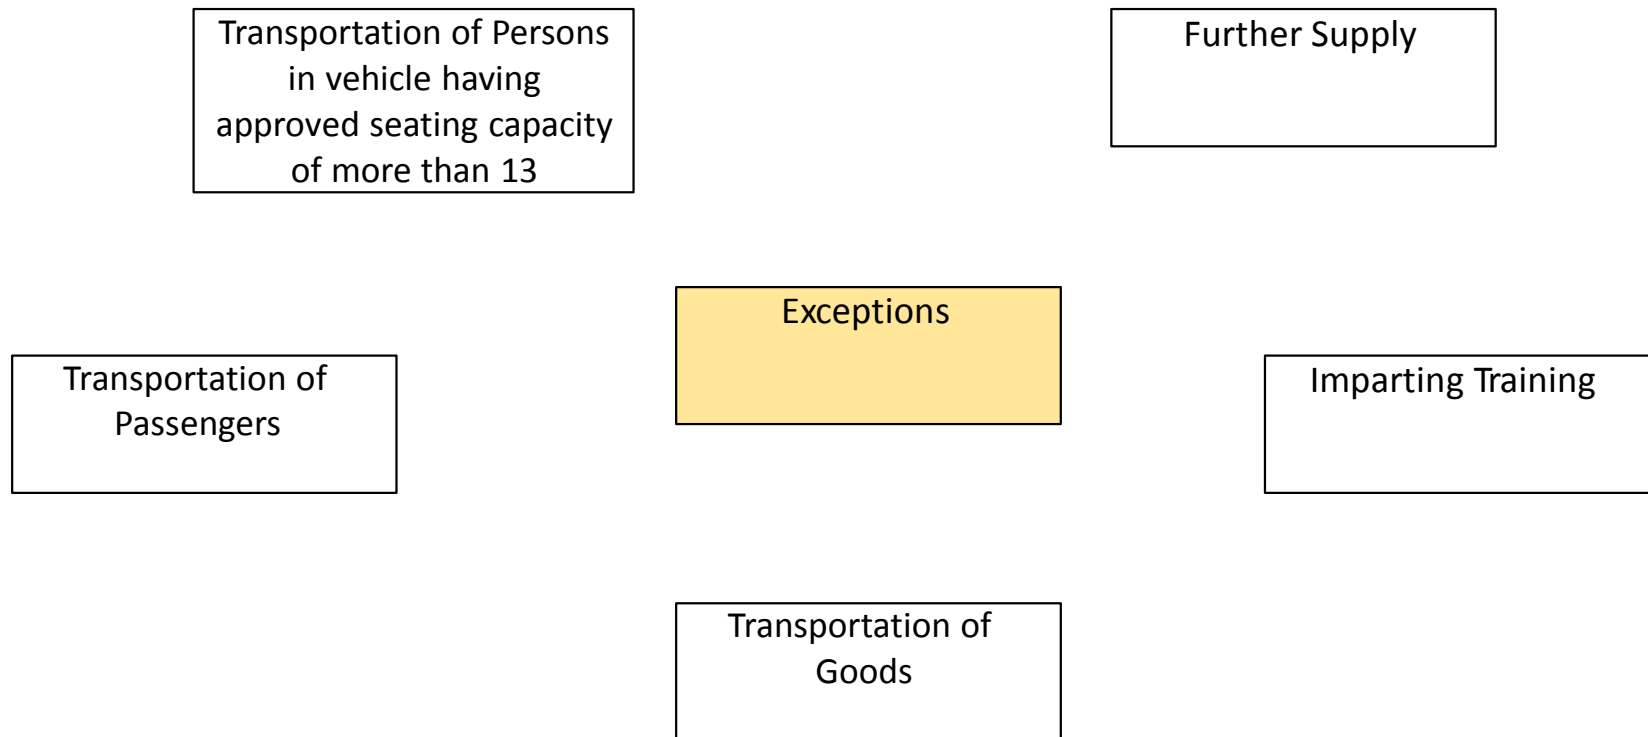 Transportation of Persons
in vehicle having
approved seating capacity
of more than 13
Further Supply
Exceptions
Transportation of
Passengers
Imparting Training
Transportation of
Goods